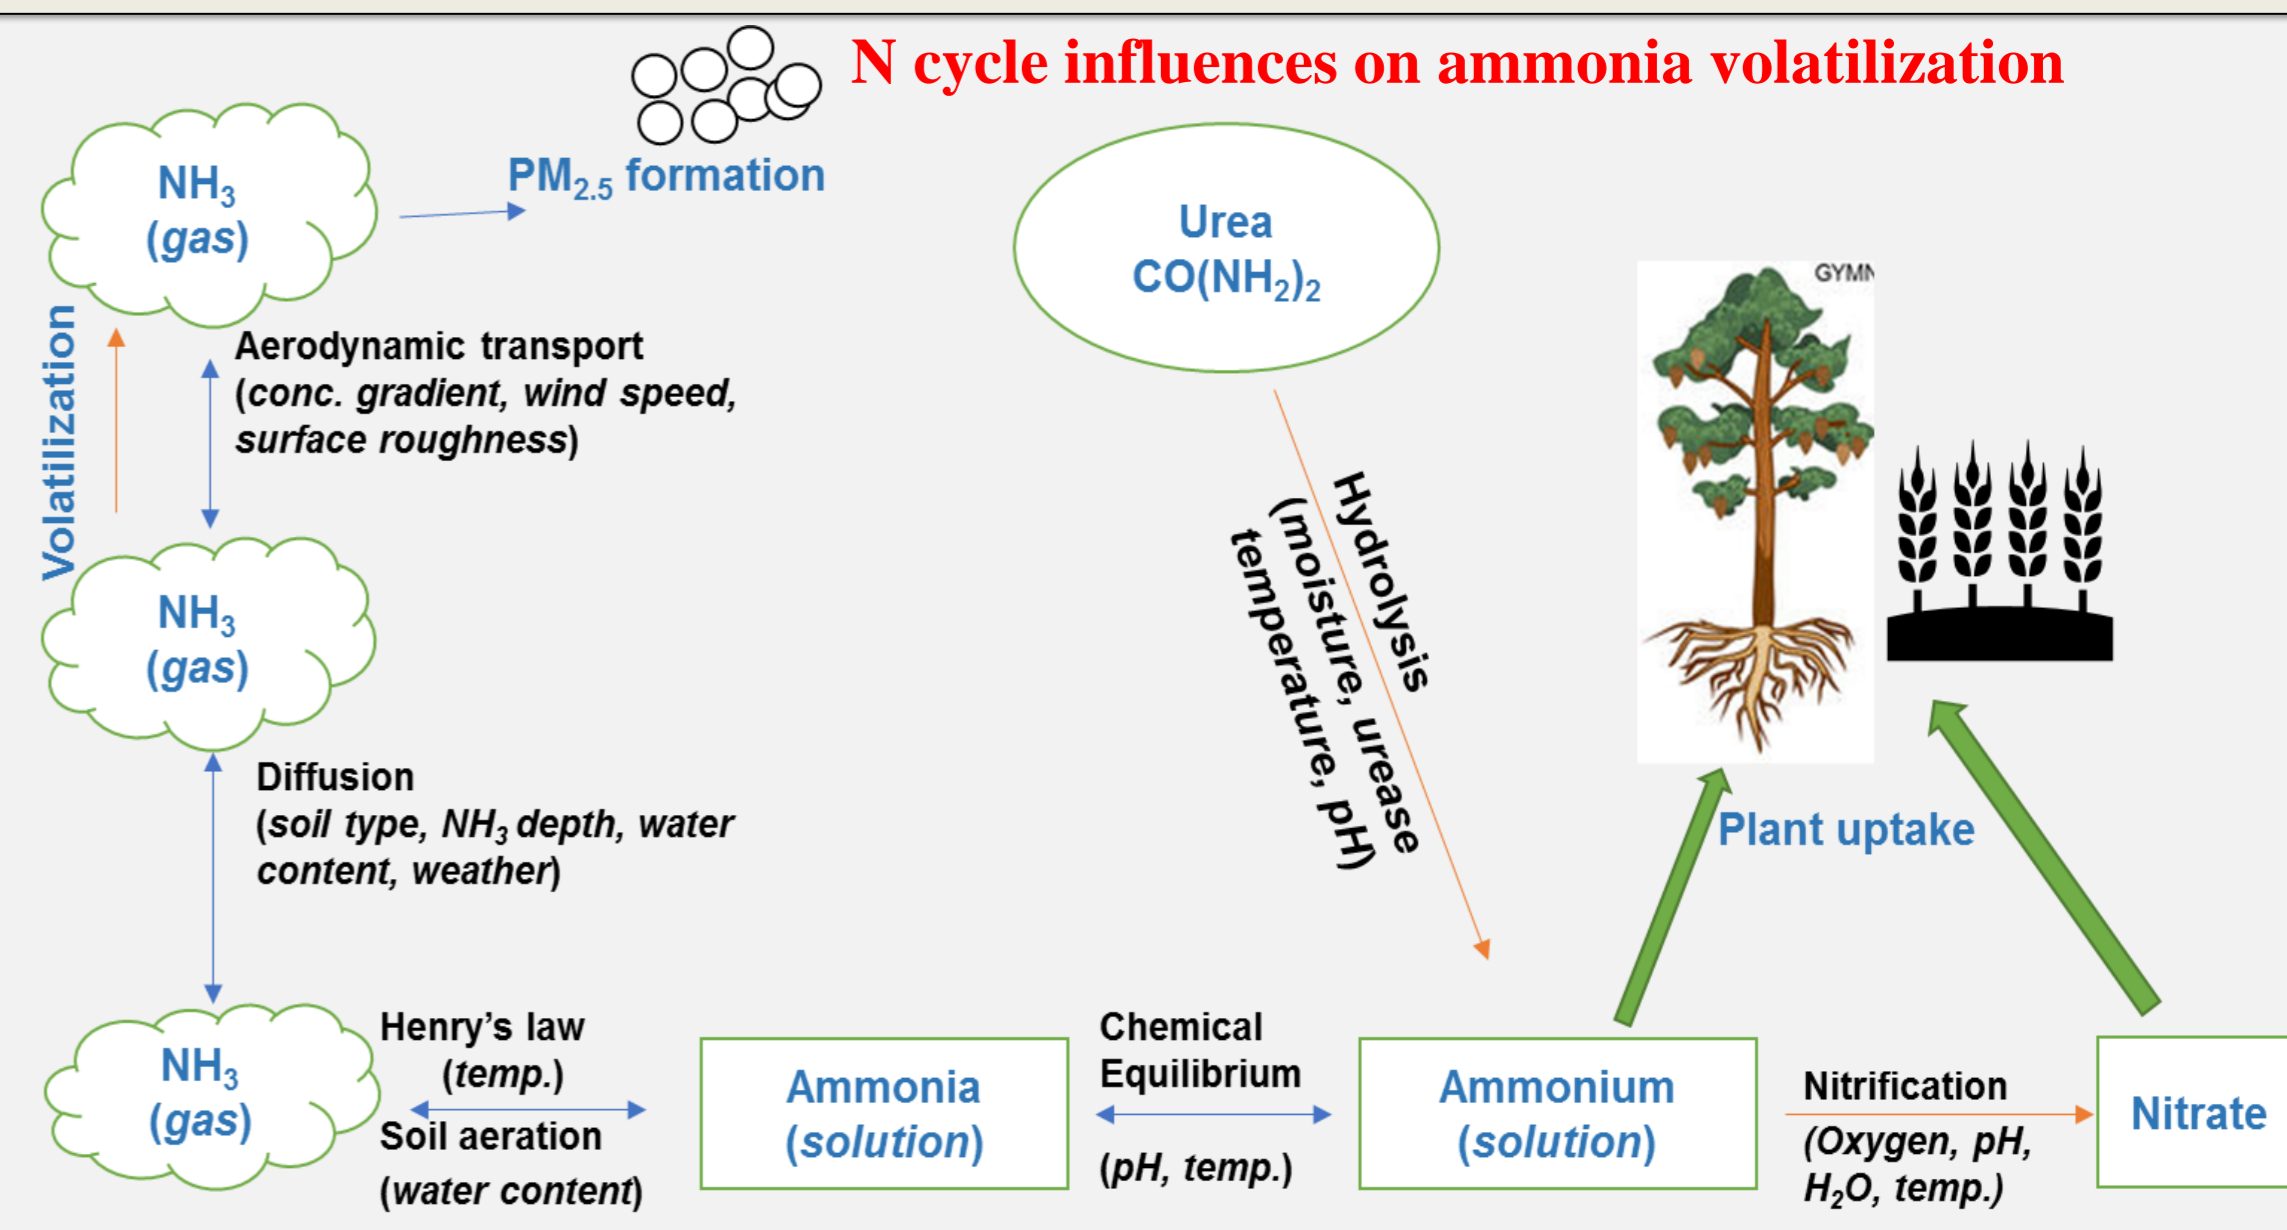 N cycle influences on ammonia volatilization
NH₃
(gas)
PM₂.₅ formation
Urea
CO(NH₂)₂
GYMN
Volatilization
Aerodynamic transport
(conc. gradient, wind speed,
surface roughness)
Hydrolysis
(moisture, urease
temperature, pH)
NH₃
(gas)
Diffusion
(soil type, NH₃ depth, water
content, weather)
Plant uptake
NH₃
(gas)
Henry’s law
(temp.)
Soil aeration
(water content)
Ammonia
(solution)
Chemical
Equilibrium
(pH, temp.)
Ammonium
(solution)
Nitrification
(Oxygen, pH,
H₂O, temp.)
Nitrate